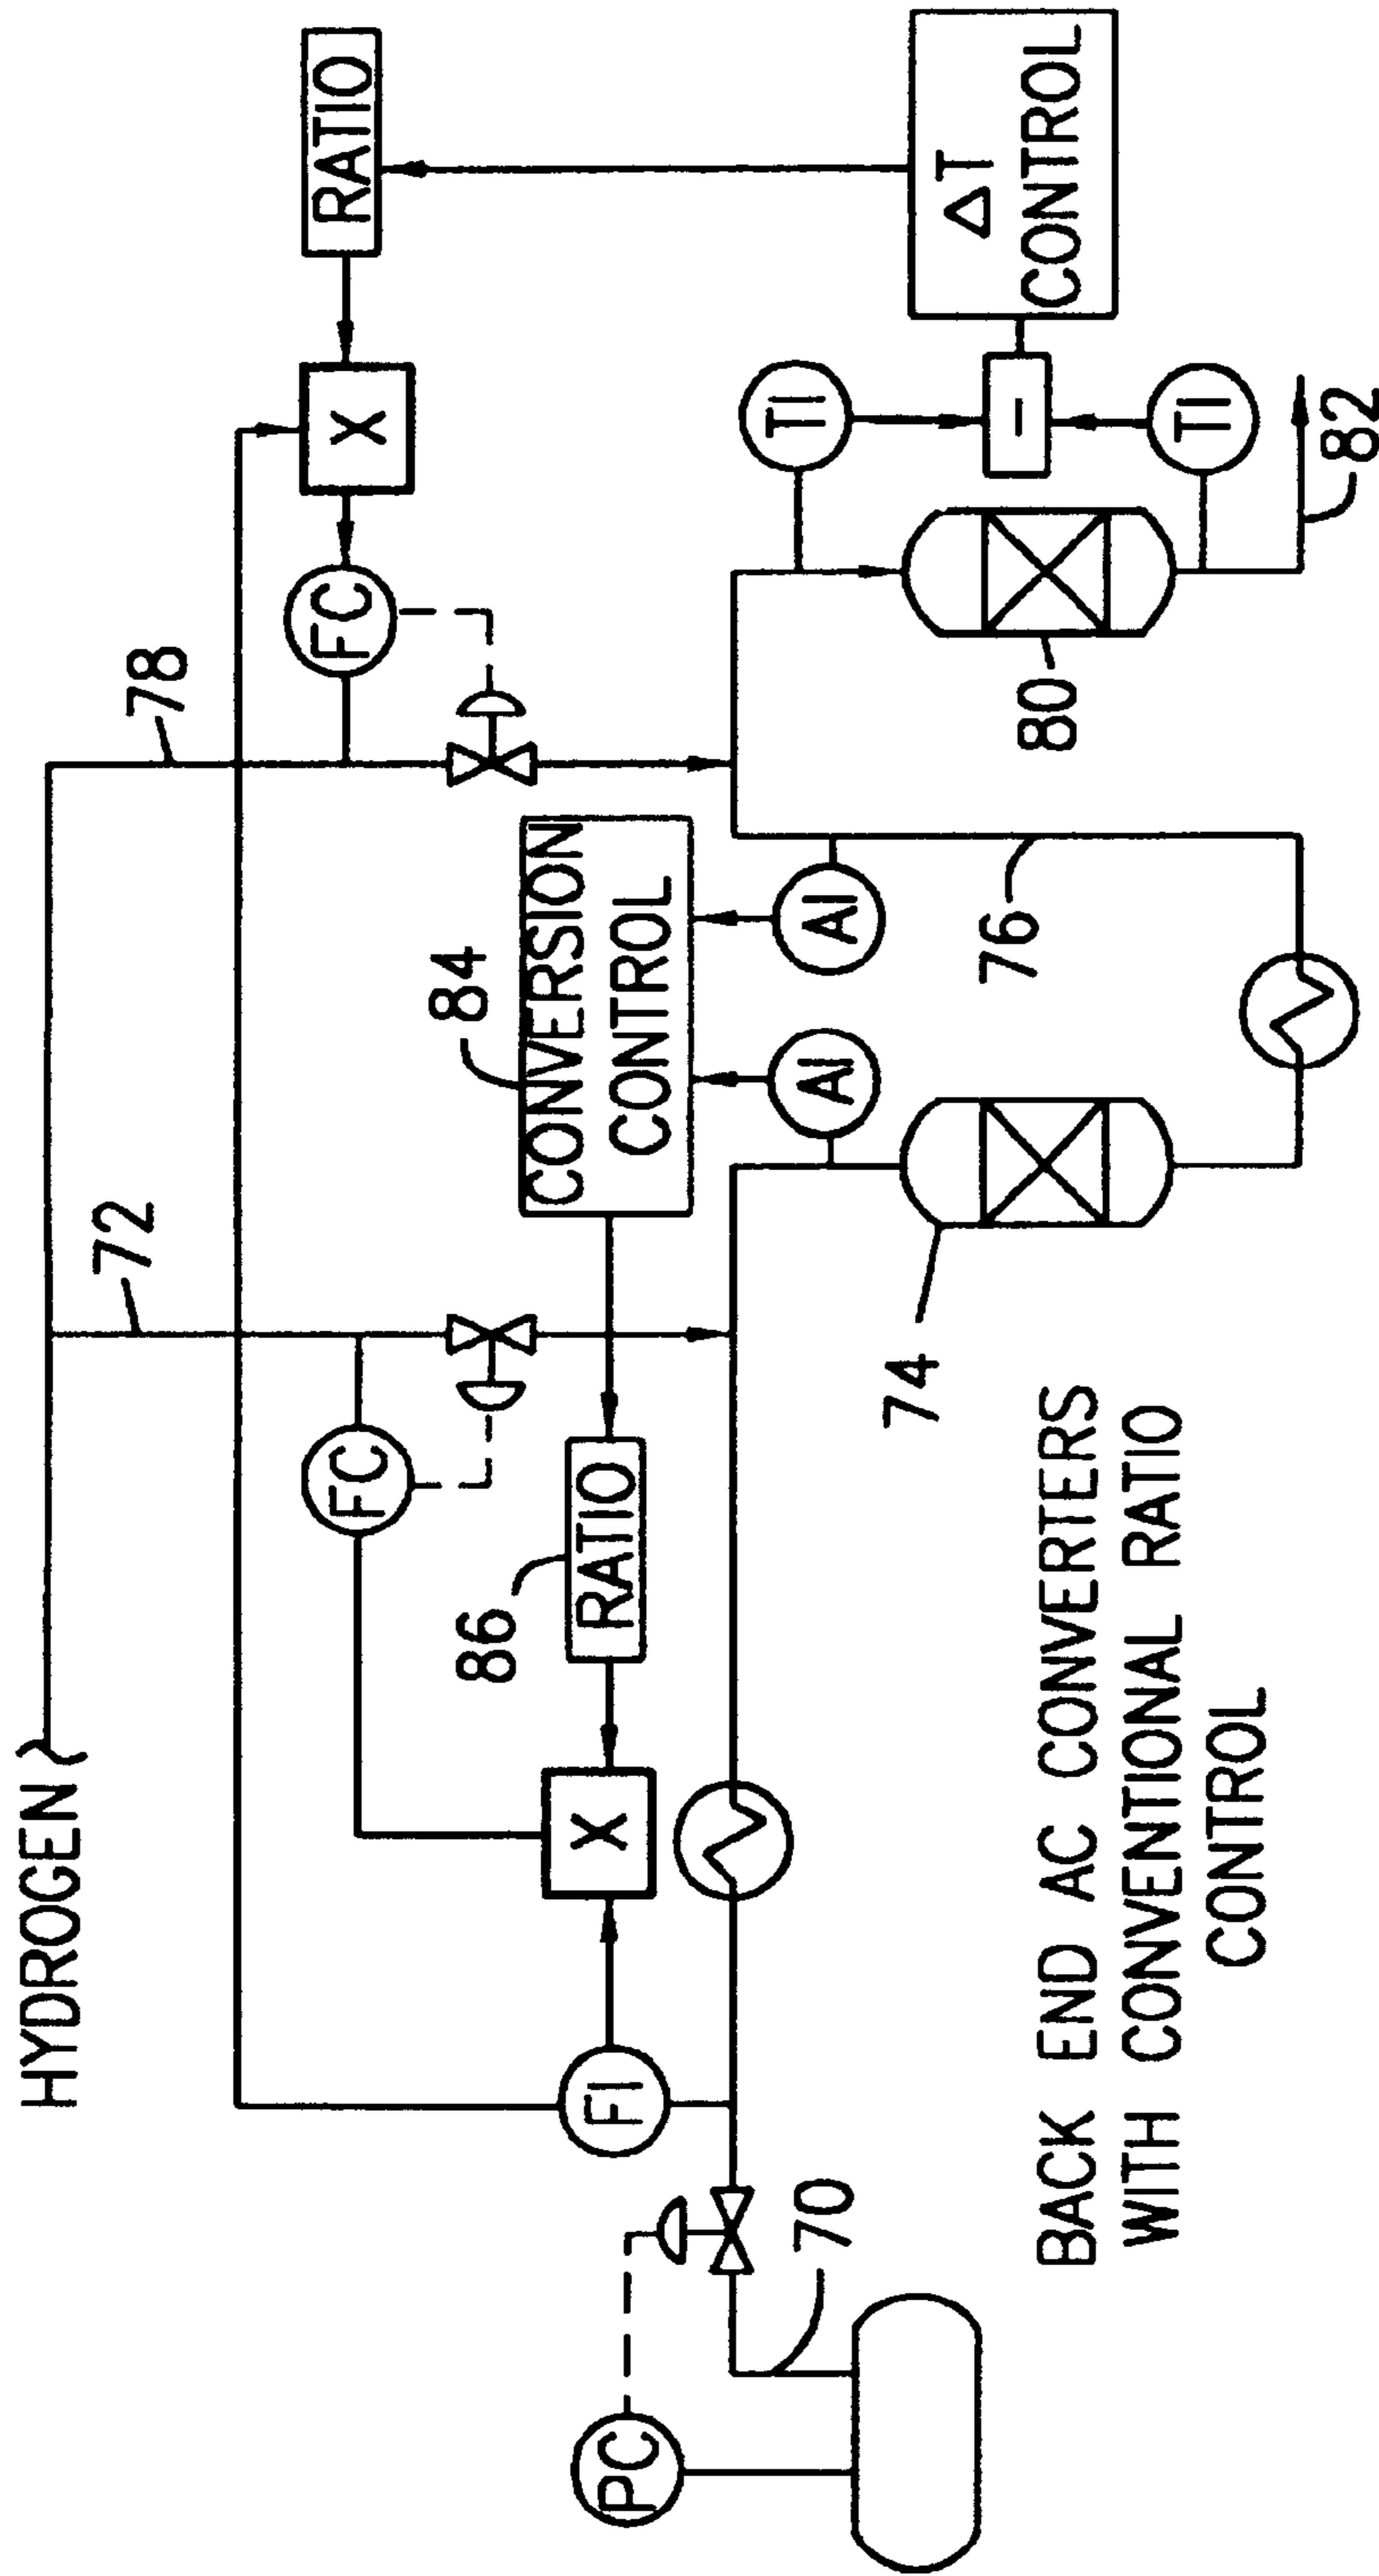 HYDROGEN
72
78
RATIO
X
FC
FC
84
CONVERSION
CONTROL
86
RATIO
X
FI
PC
70
AI
AI
TI
TI
-
ΔT
CONTROL
74
76
80
82
BACK END AC CONVERTERS
WITH CONVENTIONAL RATIO
CONTROL